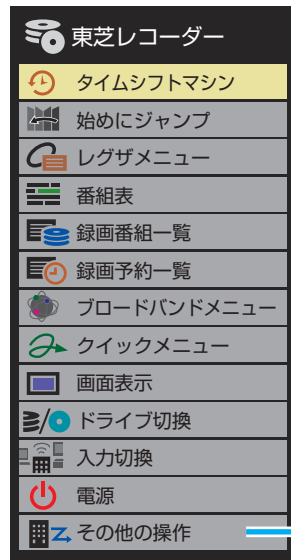 東芝レコーダー
タイムシフトマシン
始めにジャンプ
レグザメニュー
番組表
録画番組一覧
録画予約一覧
ブロードバンドメニュー
クイックメニュー
画面表示
ドライブ切換
入力切換
電源
その他の操作